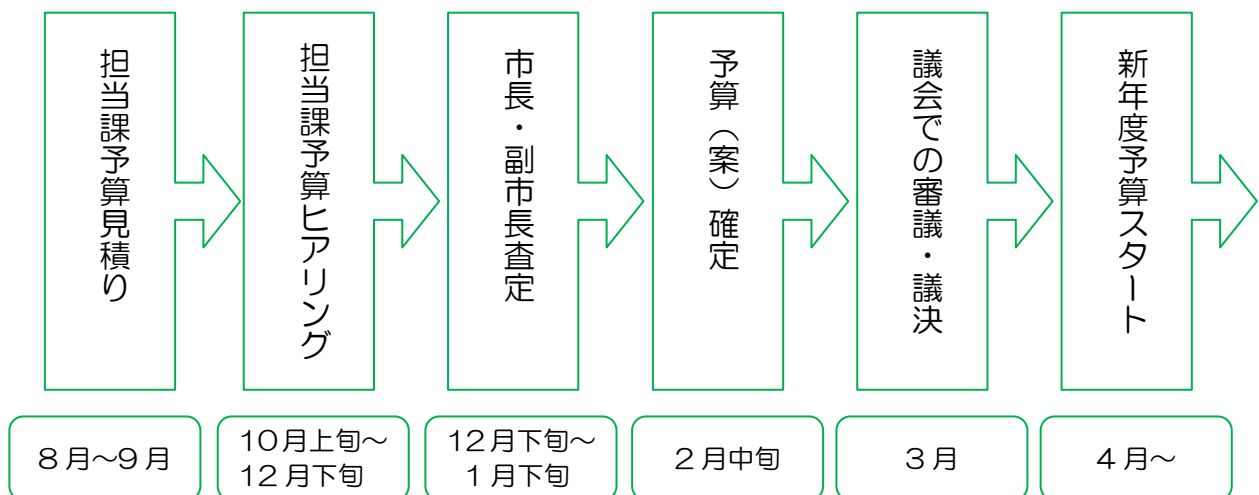 担当課予算見積り
担当課予算ヒアリング
市長・副市長査定
予算（案）確定
議会での審議・議決
新年度予算スタート
8月～9月
10月上旬～
12月下旬
12月下旬～
1月下旬
2月中旬
3月
4月～